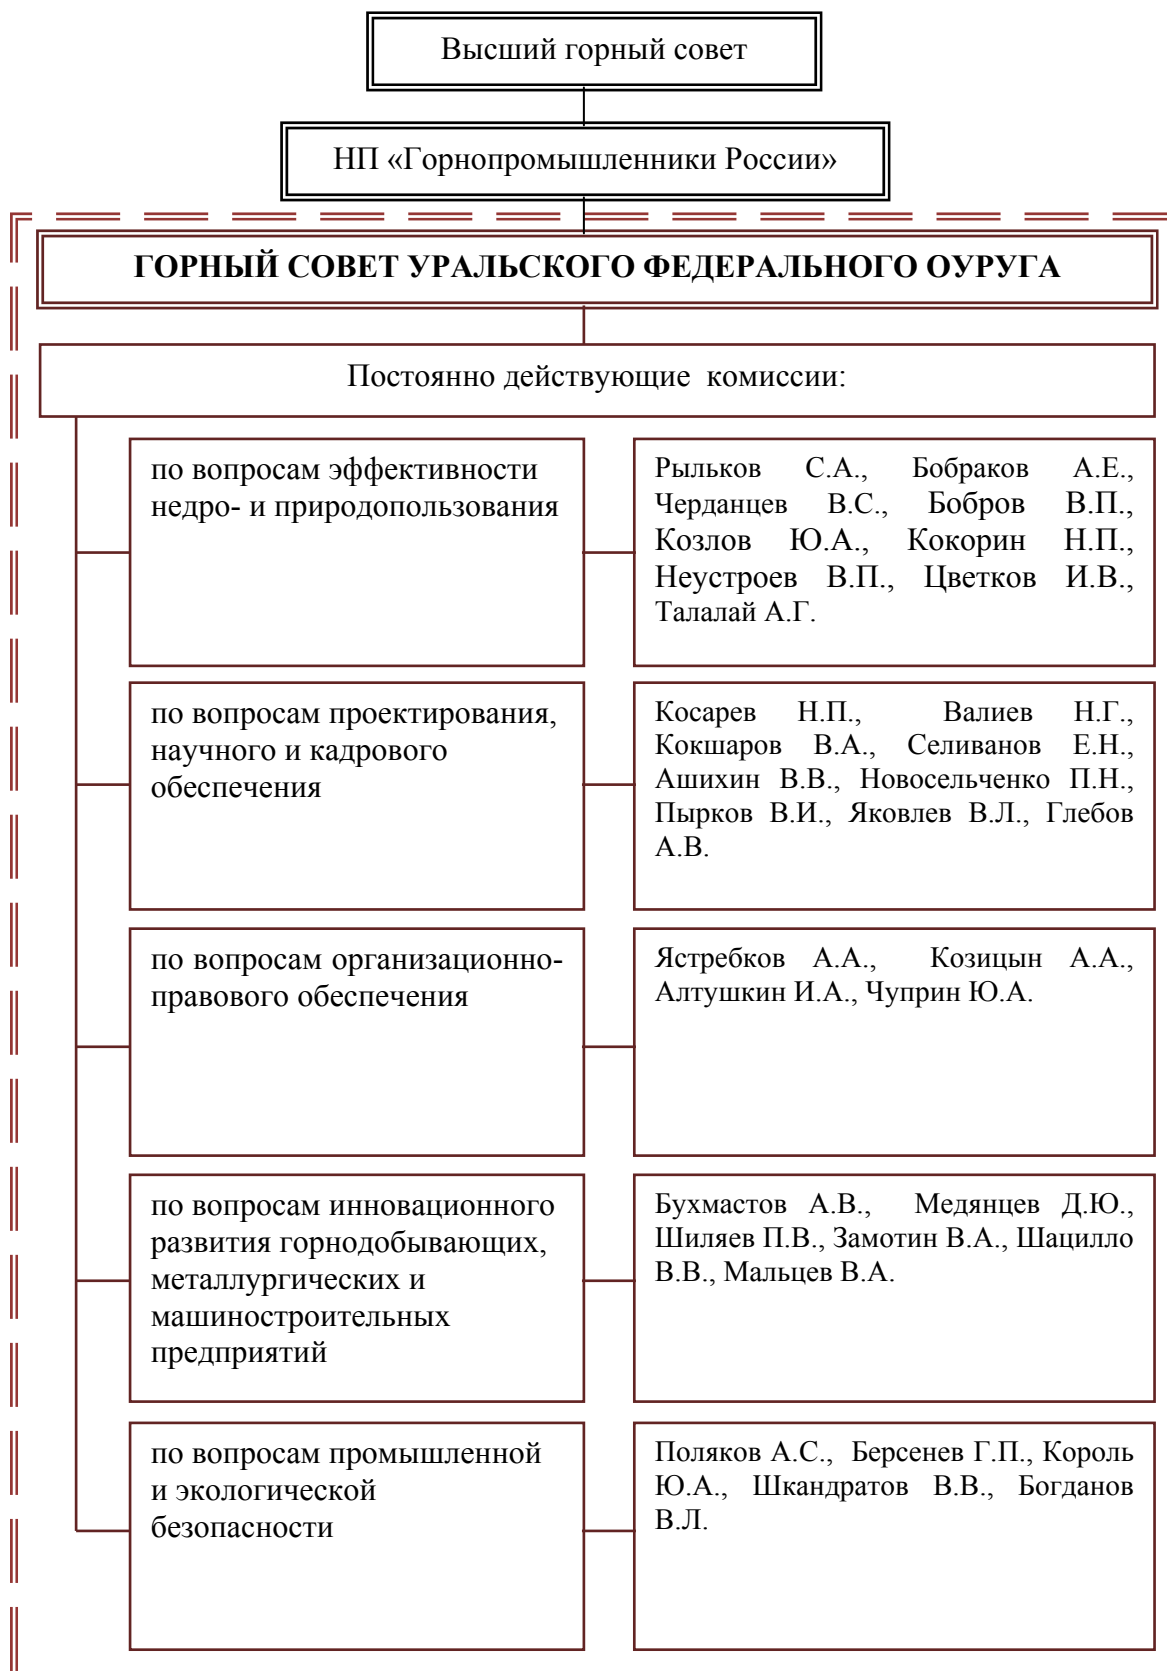 Высший горный совет
НП «Горнопромышленники России»
ГОРНЫЙ СОВЕТ УРАЛЬСКОГО ФЕДЕРАЛЬНОГО ОУРУГА
Постоянно действующие комиссии:
по вопросам эффективности
недро- и природопользования
Рыльков С.А., Бобраков А.Е.,
Черданцев В.С., Бобров В.П.,
Козлов Ю.А., Кокорин Н.П.,
Неустроев В.П., Цветков И.В.,
Талалай А.Г.
по вопросам проектирования,
научного и кадрового
обеспечения
Косарев Н.П., Валиев Н.Г.,
Кокшаров В.А., Селиванов Е.Н.,
Ашихин В.В., Новосельченко П.Н.,
Пырков В.И., Яковлев В.Л., Глебов
А.В.
по вопросам организационно-
правового обеспечения
Ястребков А.А., Козицын А.А.,
Алтушкин И.А., Чуприн Ю.А.
по вопросам инновационного
развития горнодобывающих,
металлургических и
машиностроительных
предприятий
Бухмастов А.В., Медянцев Д.Ю.,
Шиляев П.В., Замотин В.А., Шацилло
В.В., Мальцев В.А.
по вопросам промышленной
и экологической
безопасности
Поляков А.С., Берсенев Г.П., Король
Ю.А., Шкандратов В.В., Богданов
В.Л.